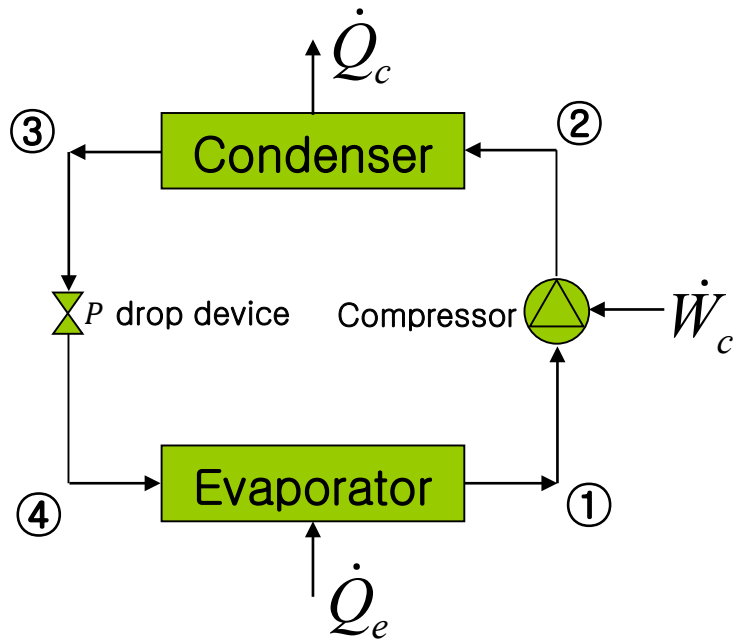 Q̇c
③
②
Condenser
P drop device
Compressor
Ẇc
Evaporator
④
①
Q̇e